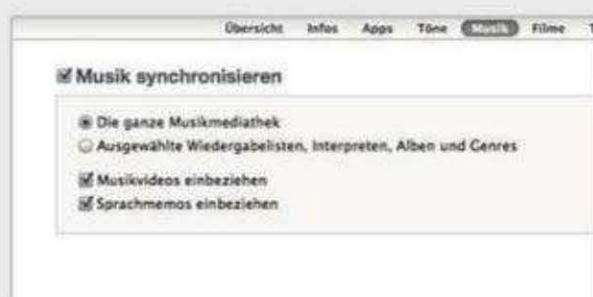 Übersicht Infos Apps Töne Musik Filme
Musik synchronisieren
Die ganze Musikmediathek
Ausgewählte Wiedergabelisten, Interpreten, Alben und Genres
Musikvideos einbeziehen
Sprachmemos einbeziehen